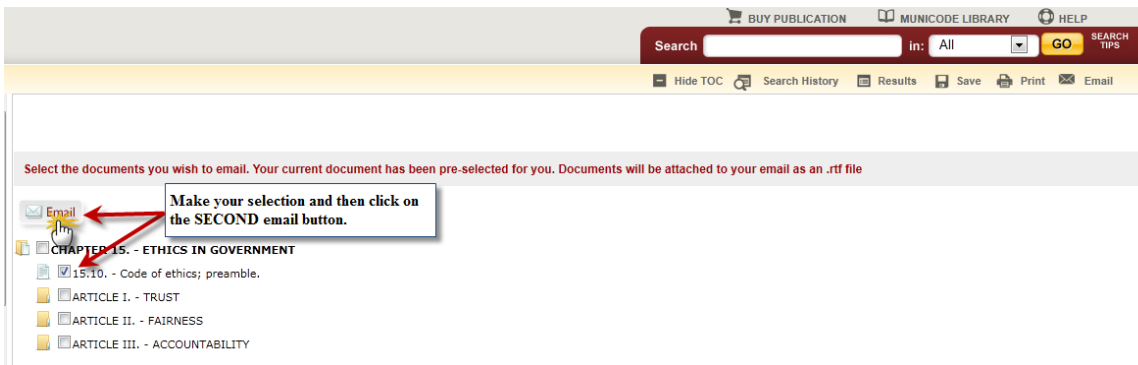 BUY PUBLICATION MUNICODE LIBRARY HELP
Search in: All GO SEARCH TIPS
Hide TOC Search History Results Save Print Email
Select the documents you wish to email. Your current document has been pre-selected for you. Documents will be attached to your email as an .rtf file
Email
Make your selection and then click on
the SECOND email button.
CHAPTER 15. - ETHICS IN GOVERNMENT
15.10. - Code of ethics; preamble.
ARTICLE I. - TRUST
ARTICLE II. - FAIRNESS
ARTICLE III. - ACCOUNTABILITY